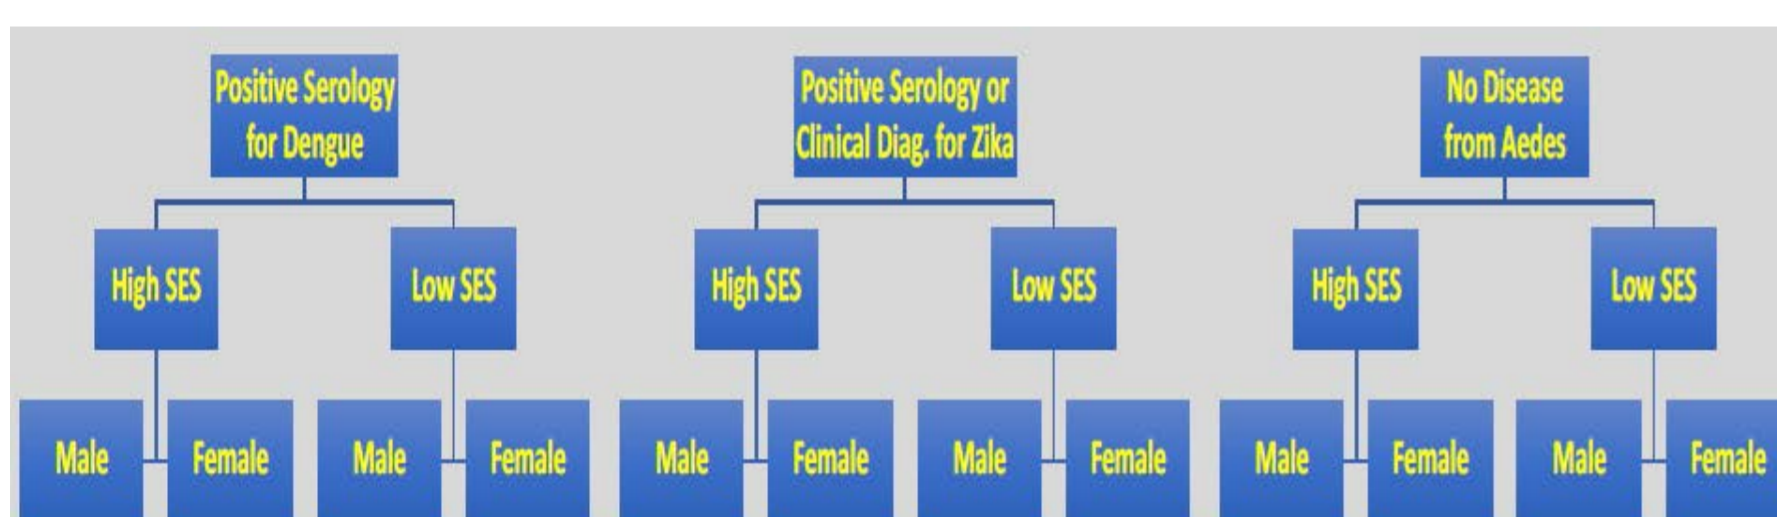 Positive Serology
for Dengue
Positive Serology or
Clinical Diag. for Zika
No Disease
from Aedes
High SES
Low SES
High SES
Low SES
High SES
Low SES
Male
Female
Male
Female
Male
Female
Male
Female
Male
Female
Male
Female